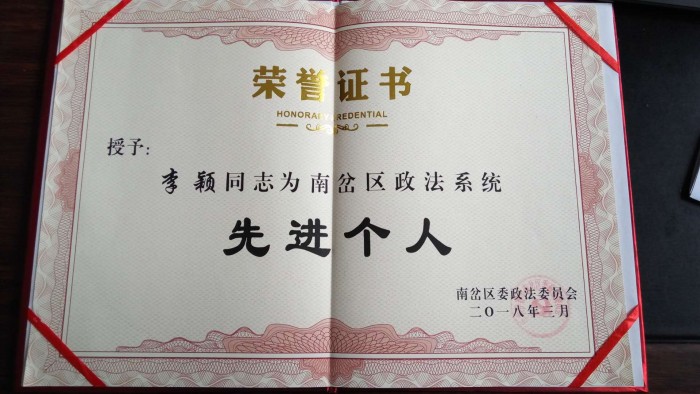 荣誉证书
HONORARY CREDENTIAL
授予:
李颖同志为南岔区政法系统
先进个人
南岔区委政法委员会
二〇一八年三月